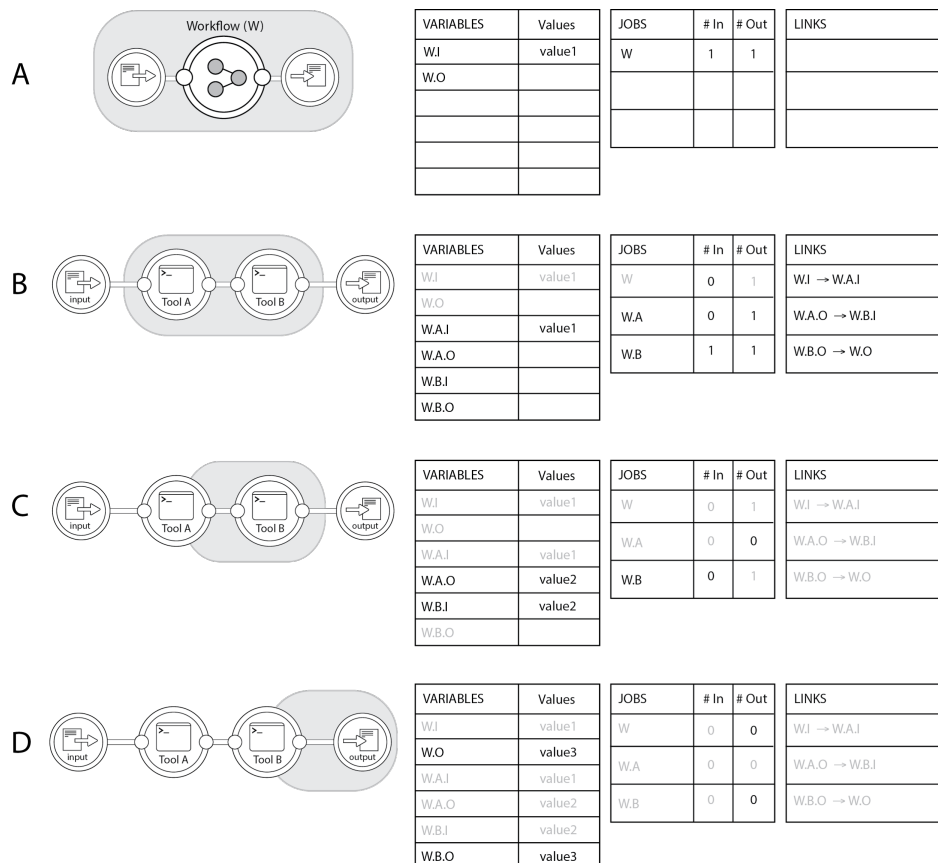 A
Workflow (W)
VARIABLES Values
W.I value1
W.O
JOBS # In # Out
W 1 1
LINKS
B
input
>_
Tool A
>_
Tool B
output
VARIABLES Values
W.I value1
W.O
W.A.I value1
W.A.O
W.B.I
W.B.O
JOBS # In # Out
W 0 1
W.A 0 1
W.B 1 1
LINKS
W.I → W.A.I
W.A.O → W.B.I
W.B.O → W.O
C
input
>_
Tool A
>_
Tool B
output
VARIABLES Values
W.I value1
W.O
W.A.I value1
W.A.O value2
W.B.I value2
W.B.O
JOBS # In # Out
W 0 1
W.A 0 0
W.B 0 1
LINKS
W.I → W.A.I
W.A.O → W.B.I
W.B.O → W.O
D
input
>_
Tool A
>_
Tool B
output
VARIABLES Values
W.I value1
W.O value3
W.A.I value1
W.A.O value2
W.B.I value2
W.B.O value3
JOBS # In # Out
W 0 0
W.A 0 0
W.B 0 0
LINKS
W.I → W.A.I
W.A.O → W.B.I
W.B.O → W.O